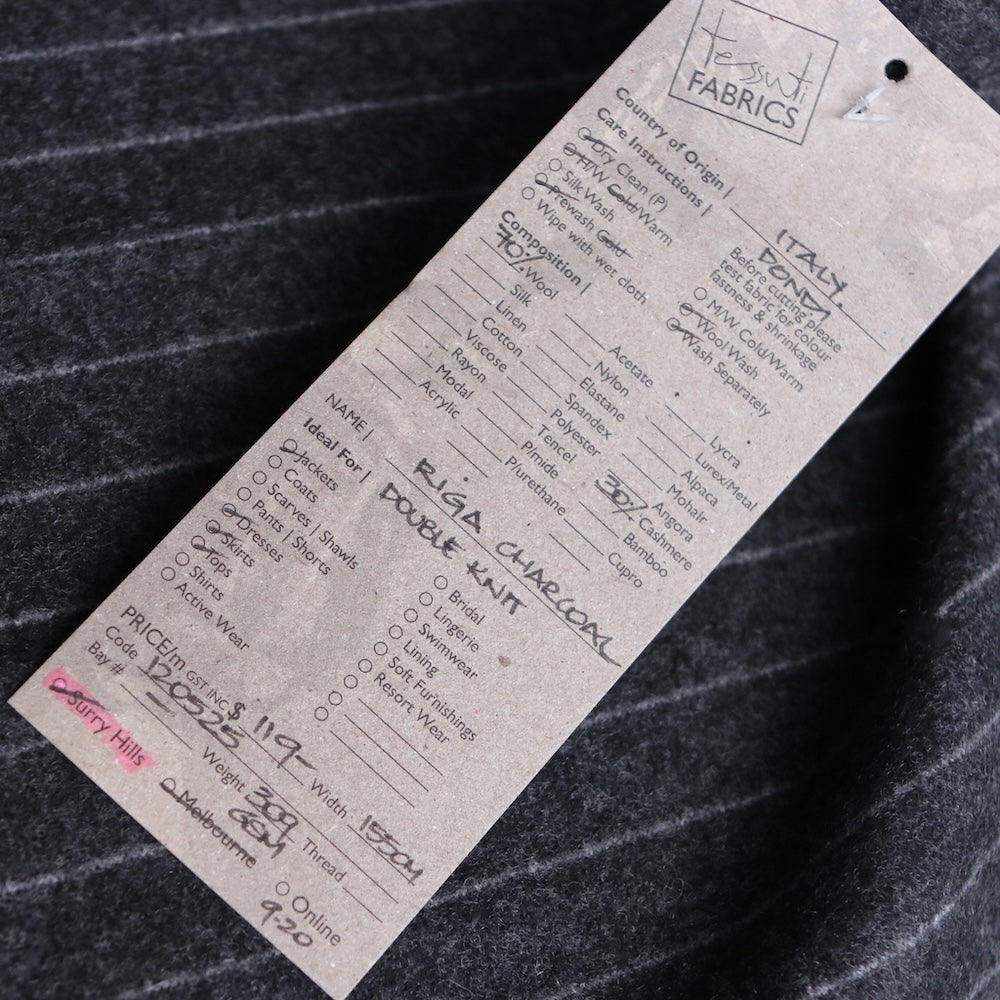 tessuti
FABRICS
Country of Origin | ITALY.
DONDI
Care Instructions | Before cutting please
test fabric for colour
fastness & shrinkage
Dry Clean (P)
H/W Cold/Warm
Silk Wash
Prewash Cold
Wipe with wet cloth
M/W Cold/Warm
Wool Wash
Wash Separately
Composition |
70% Wool
Silk
Linen
Cotton
Viscose
Rayon
Modal
Acrylic
Acetate
Nylon
Elastane
Spandex
Polyester
Tencel
P/mide
P/urethane
Lycra
Lurex/Metal
Alpaca
Mohair
Angora
30% Cashmere
Bamboo
Cupro
NAME | RIGA CHARCOAL
DOUBLE KNIT
Ideal For |
Jackets
Coats
Scarves | Shawls
Pants | Shorts
Dresses
Skirts
Tops
Shirts
Active Wear
Bridal
Lingerie
Swimwear
Lining
Soft Furnishings
Resort Wear
PRICE/m GST INC $ 119- Width 155CM
Code 120525 Weight 309 GSM Thread
Bay #
Surry Hills
Melbourne
Online
9.20